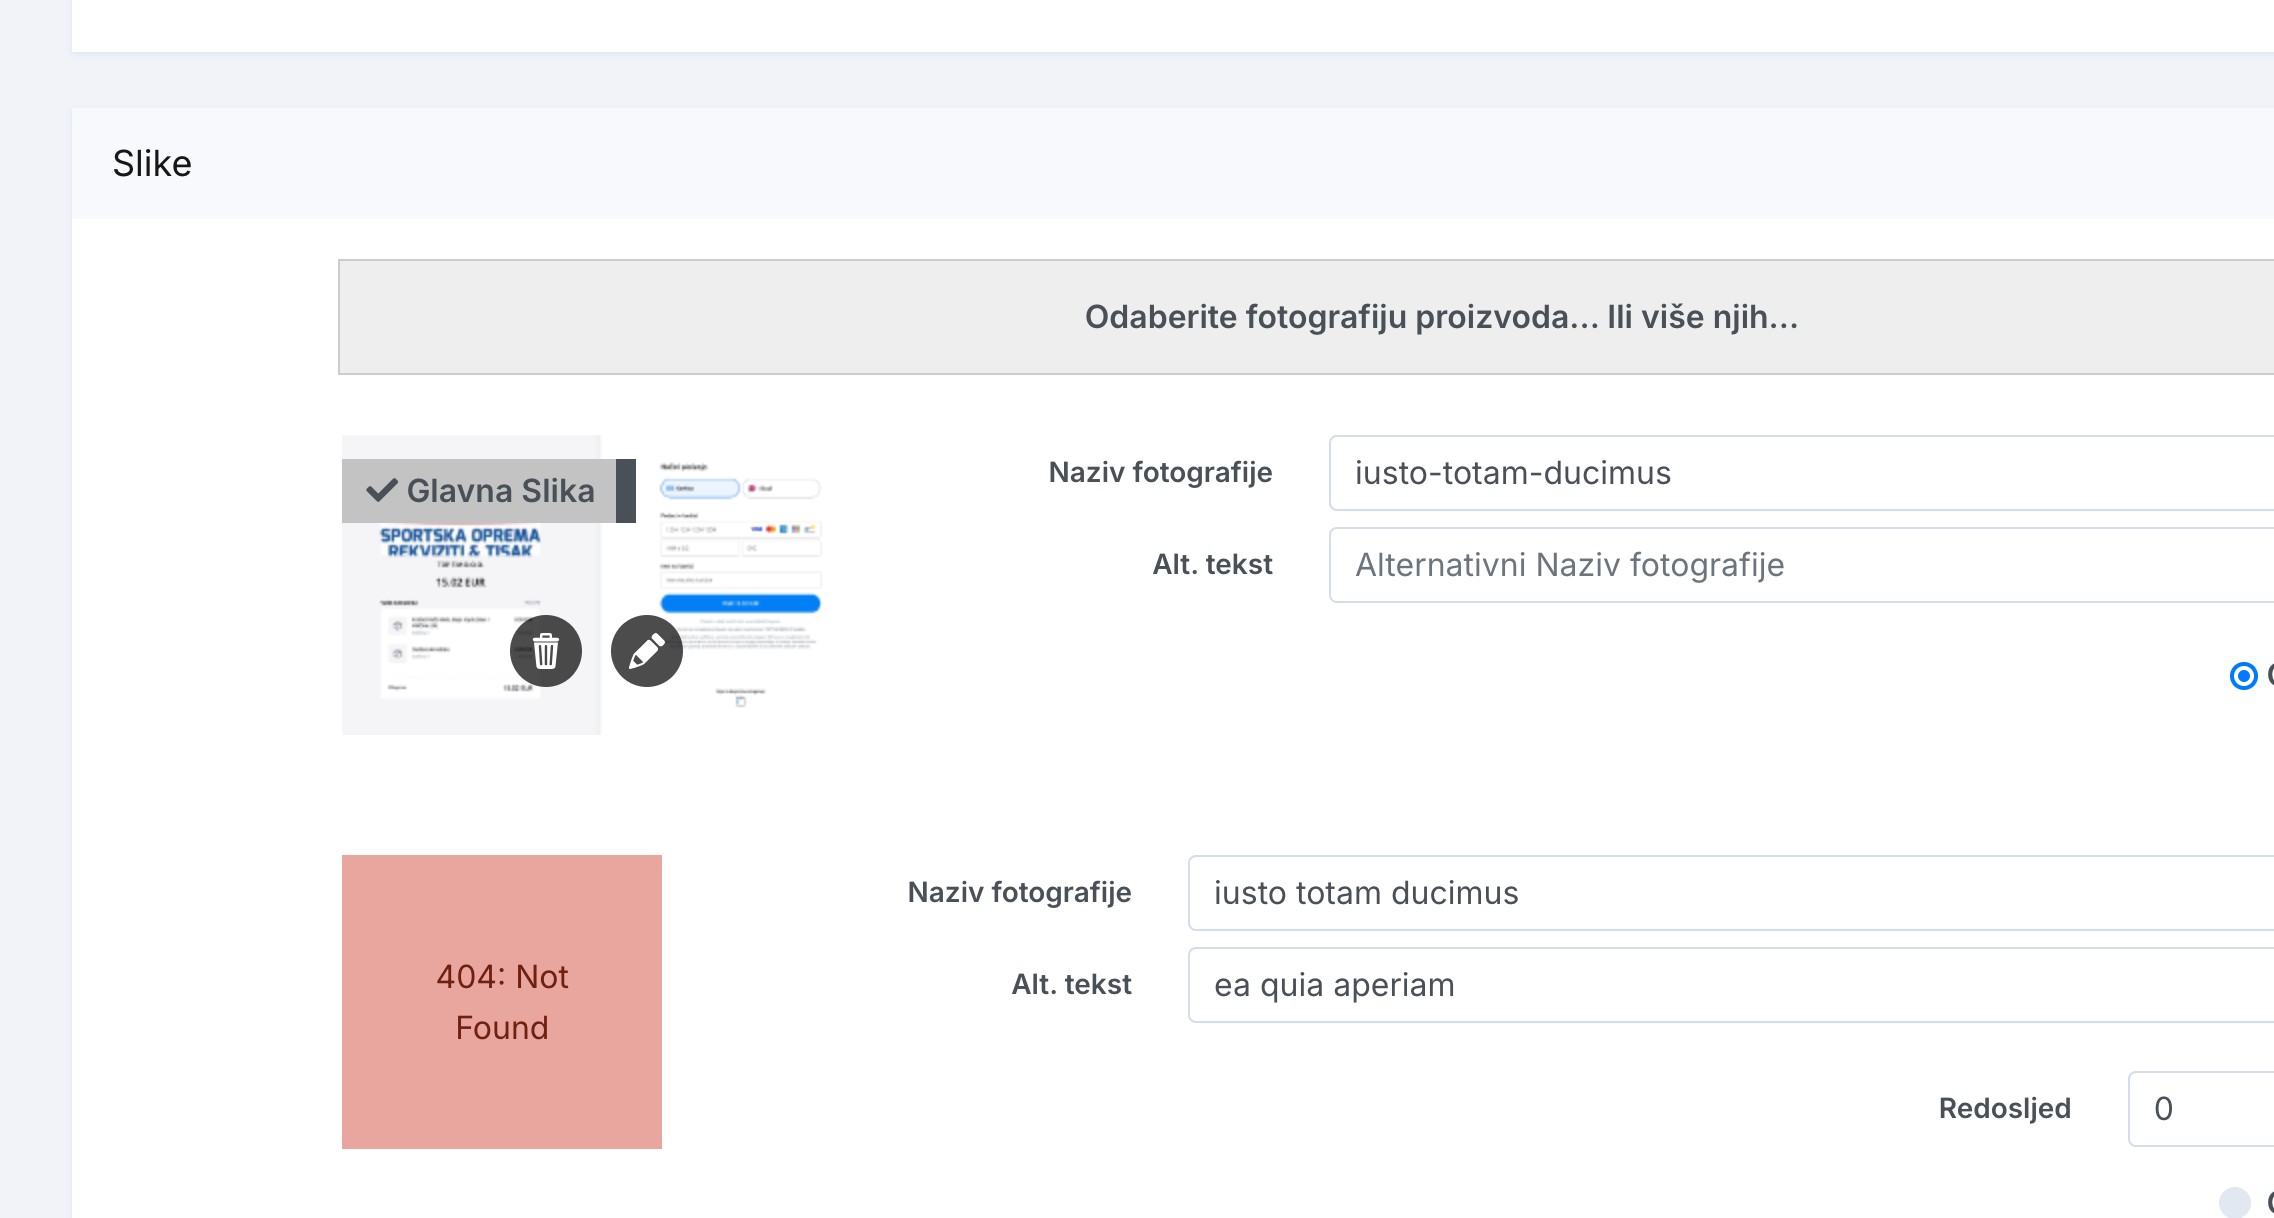 Slike
Odaberite fotografiju proizvoda... Ili više njih...
Glavna Slika
SPORTSKA OPREMA
REKVIZITI & TISAK
15.02 EUR
Naziv fotografije
iusto-totam-ducimus
Alt. tekst
Alternativni Naziv fotografije
404: Not
Found
Naziv fotografije
iusto totam ducimus
Alt. tekst
ea quia aperiam
Redosljed
0